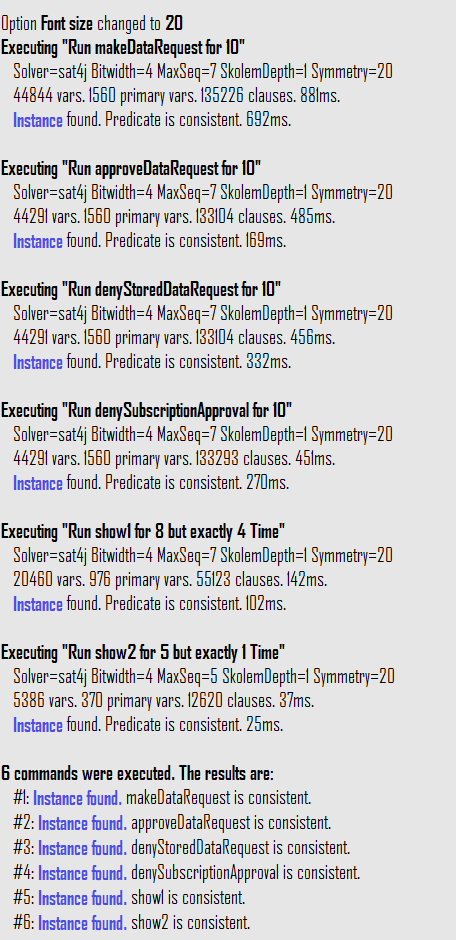 Option Font size changed to 20
Executing "Run makeDataRequest for 10"
Solver=sat4j Bitwidth=4 MaxSeq=7 SkolemDepth=1 Symmetry=20
44844 vars. 1560 primary vars. 135226 clauses. 881ms.
Instance found. Predicate is consistent. 692ms.
Executing "Run approveDataRequest for 10"
Solver=sat4j Bitwidth=4 MaxSeq=7 SkolemDepth=1 Symmetry=20
44291 vars. 1560 primary vars. 133104 clauses. 485ms.
Instance found. Predicate is consistent. 169ms.
Executing "Run denyStoredDataRequest for 10"
Solver=sat4j Bitwidth=4 MaxSeq=7 SkolemDepth=1 Symmetry=20
44291 vars. 1560 primary vars. 133104 clauses. 456ms.
Instance found. Predicate is consistent. 332ms.
Executing "Run denySubscriptionApproval for 10"
Solver=sat4j Bitwidth=4 MaxSeq=7 SkolemDepth=1 Symmetry=20
44291 vars. 1560 primary vars. 133293 clauses. 451ms.
Instance found. Predicate is consistent. 270ms.
Executing "Run show1 for 8 but exactly 4 Time"
Solver=sat4j Bitwidth=4 MaxSeq=7 SkolemDepth=1 Symmetry=20
20460 vars. 976 primary vars. 55123 clauses. 142ms.
Instance found. Predicate is consistent. 102ms.
Executing "Run show2 for 5 but exactly 1 Time"
Solver=sat4j Bitwidth=4 MaxSeq=5 SkolemDepth=1 Symmetry=20
5386 vars. 370 primary vars. 12620 clauses. 37ms.
Instance found. Predicate is consistent. 25ms.
6 commands were executed. The results are:
#1: Instance found. makeDataRequest is consistent.
#2: Instance found. approveDataRequest is consistent.
#3: Instance found. denyStoredDataRequest is consistent.
#4: Instance found. denySubscriptionApproval is consistent.
#5: Instance found. show1 is consistent.
#6: Instance found. show2 is consistent.